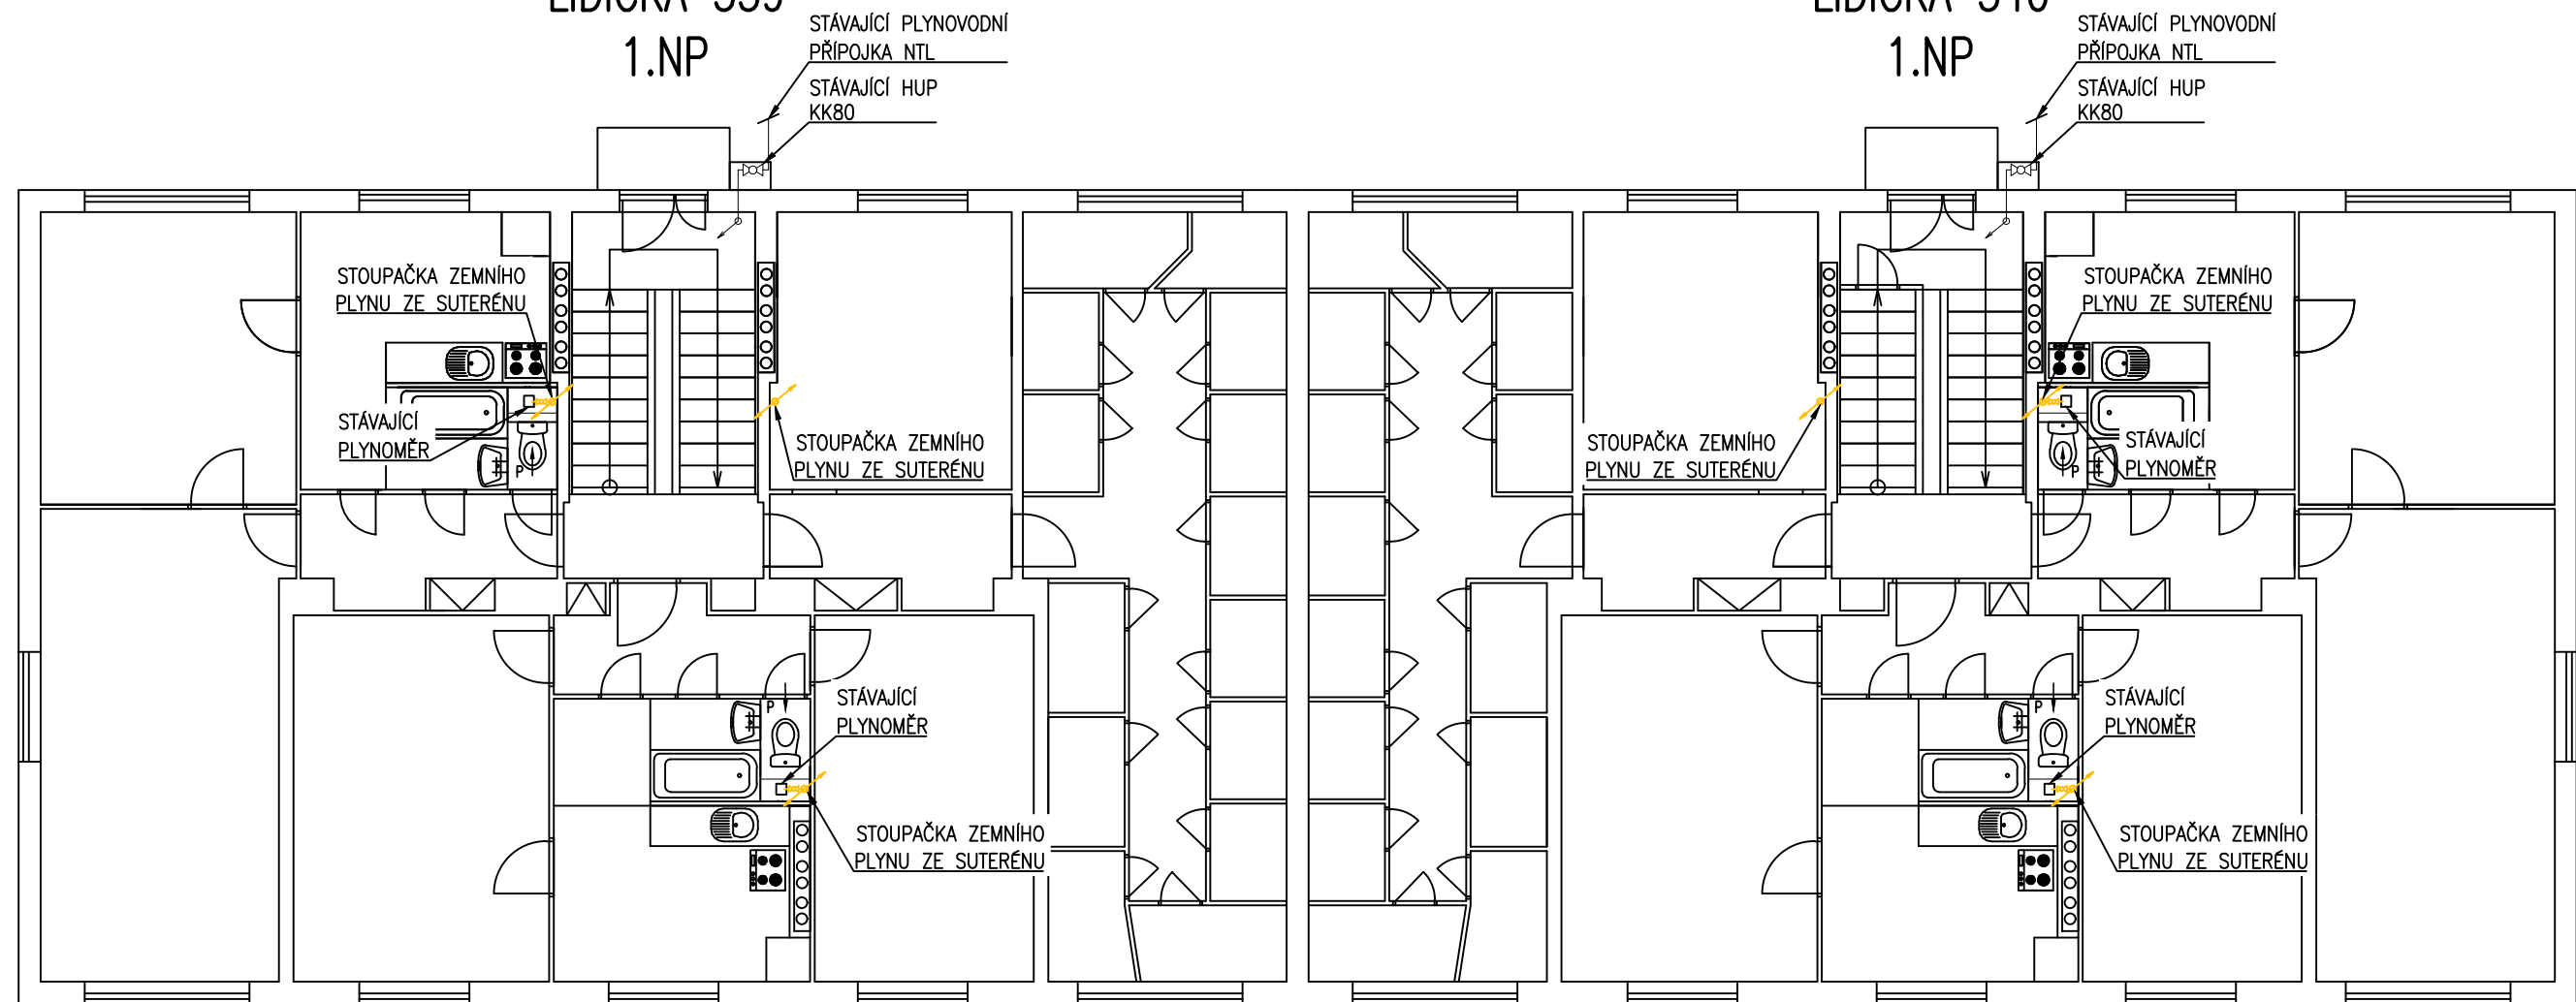 1.NP
STÁVAJÍCÍ PLYNOVODNÍ
PŘÍPOJKA NTL
STÁVAJÍCÍ HUP
KK80
1.NP
STÁVAJÍCÍ PLYNOVODNÍ
PŘÍPOJKA NTL
STÁVAJÍCÍ HUP
KK80
STOUPAČKA ZEMNÍHO
PLYNU ZE SUTERÉNU
STÁVAJÍCÍ
PLYNOMĚR
P
STOUPAČKA ZEMNÍHO
PLYNU ZE SUTERÉNU
STOUPAČKA ZEMNÍHO
PLYNU ZE SUTERÉNU
STOUPAČKA ZEMNÍHO
PLYNU ZE SUTERÉNU
STÁVAJÍCÍ
PLYNOMĚR
P
P
STÁVAJÍCÍ
PLYNOMĚR
STOUPAČKA ZEMNÍHO
PLYNU ZE SUTERÉNU
P
STÁVAJÍCÍ
PLYNOMĚR
STOUPAČKA ZEMNÍHO
PLYNU ZE SUTERÉNU